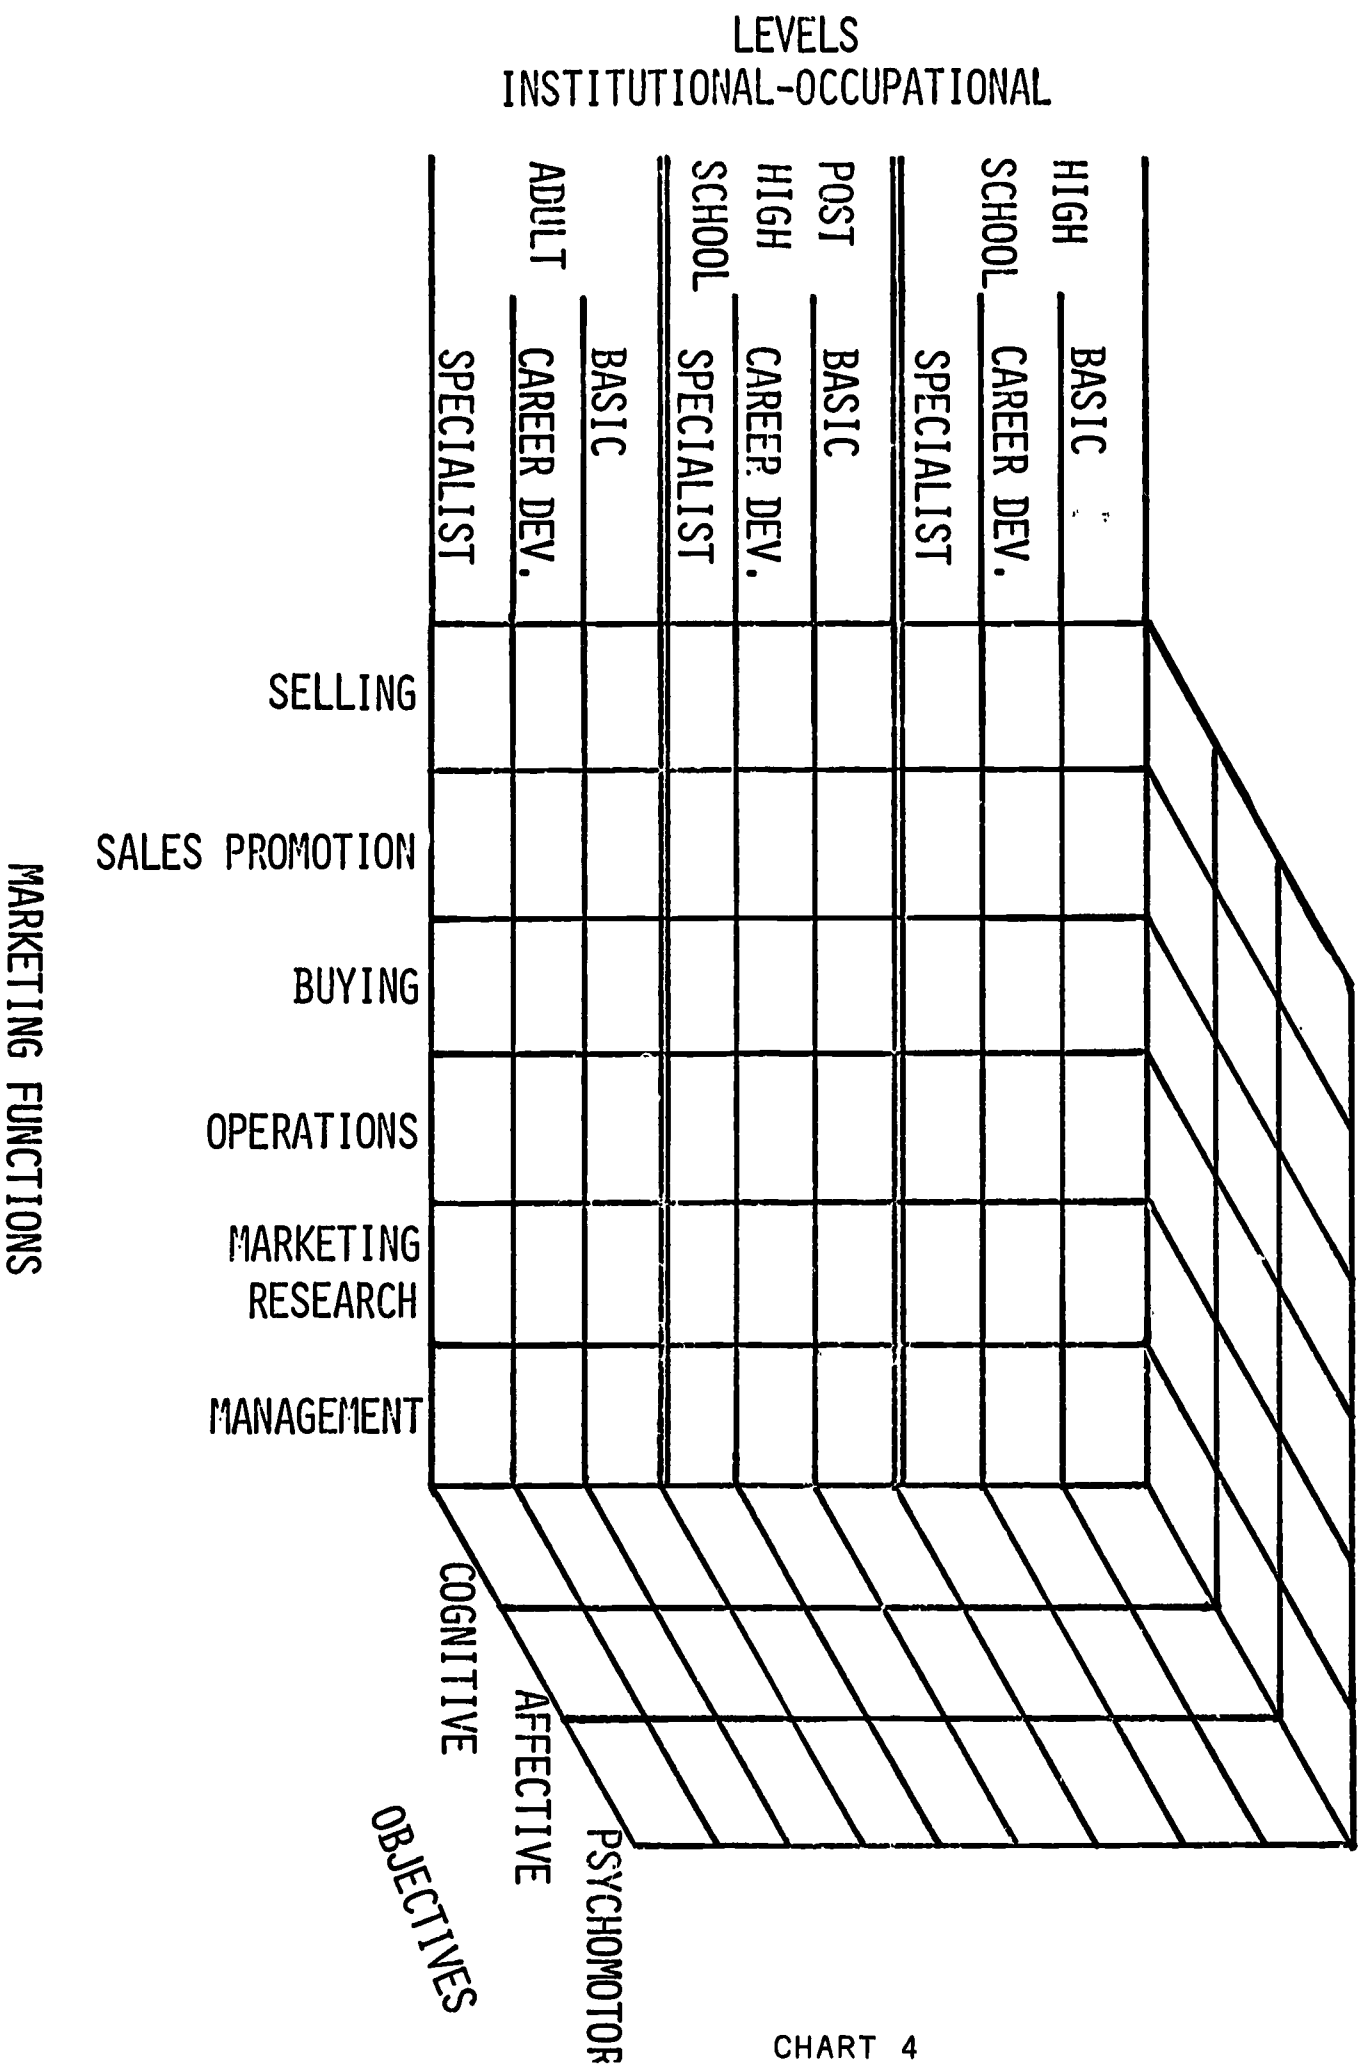 LEVELS
INSTITUTIONAL-OCCUPATIONAL
HIGH
SCHOOL
BASIC
CAREER DEV.
SPECIALIST
POST
HIGH
SCHOOL
BASIC
CAREER DEV.
SPECIALIST
ADULT
BASIC
CAREER DEV.
SPECIALIST
MARKETING FUNCTIONS
SELLING
SALES PROMOTION
BUYING
OPERATIONS
MARKETING
RESEARCH
MANAGEMENT
COGNITIVE
AFFECTIVE
PSYCHOMOTOR
OBJECTIVES
CHART 4